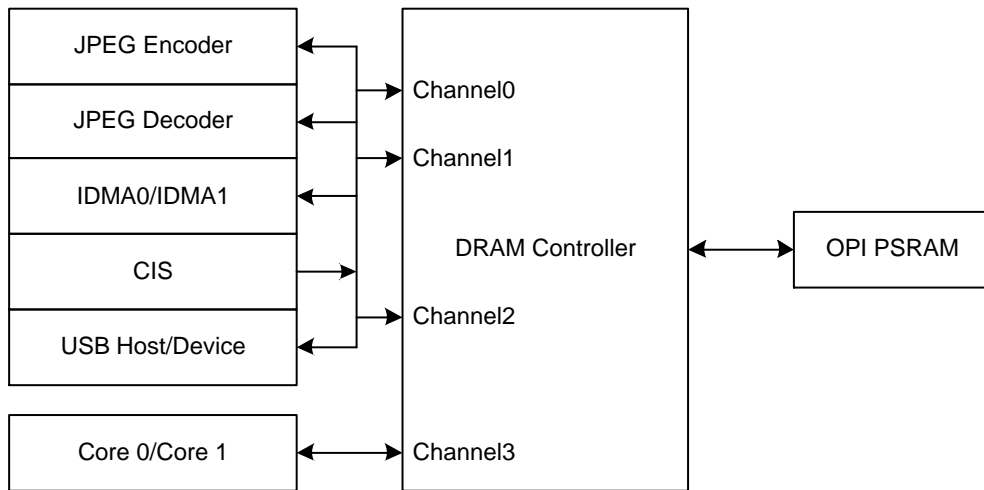 JPEG Encoder
JPEG Decoder
IDMA0/IDMA1
CIS
USB Host/Device
Core 0/Core 1
Channel0
Channel1
DRAM Controller
Channel2
Channel3
OPI PSRAM